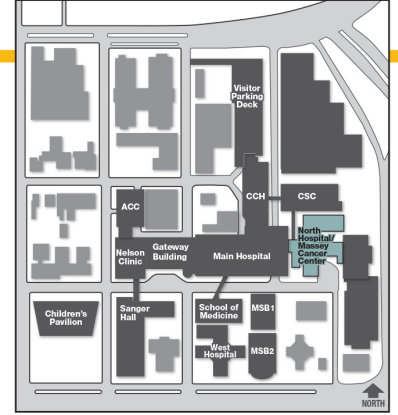 Visitor
Parking
Deck
ACC
CCH
CSC
North
Hospital/
Massey
Cancer
Center
Nelson
Clinic
Gateway
Building
Main Hospital
Children's
Pavilion
Sanger
Hall
School of
Medicine
MSB1
West
Hospital
MSB2
NORTH